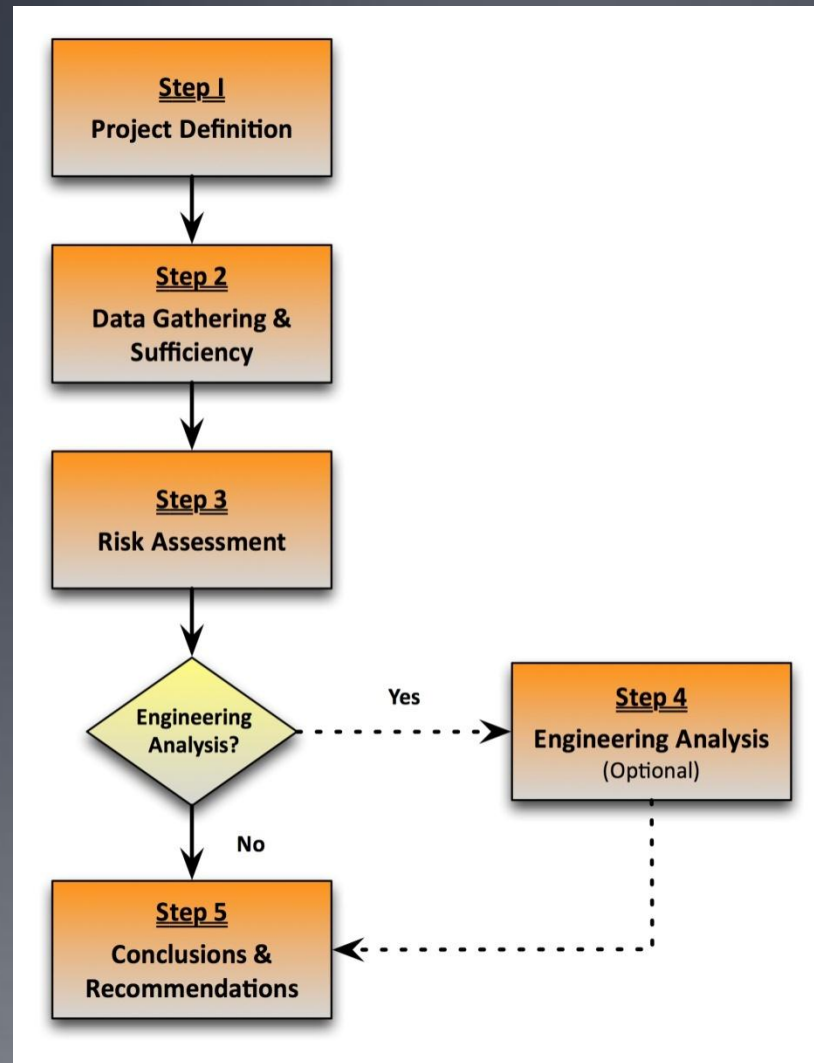 Step I
Project Definition
Step 2
Data Gathering &
Sufficiency
Step 3
Risk Assessment
Engineering
Analysis?
Yes
Step 4
Engineering Analysis
(Optional)
No
Step 5
Conclusions &
Recommendations